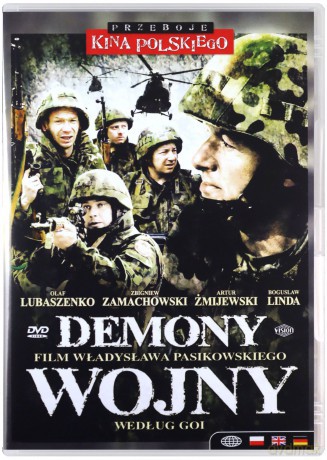 PRZEBOJE
KINA POLSKIEGO
OLAF LUBASZENKO
ZBIGNIEW ZAMACHOWSKI
ARTUR ŻMIJEWSKI
BOGUSŁAW LINDA
DVD
VISION
DEMONY
FILM WŁADYSŁAWA PASIKOWSKIEGO
WOJNY
WEDŁUG GOI